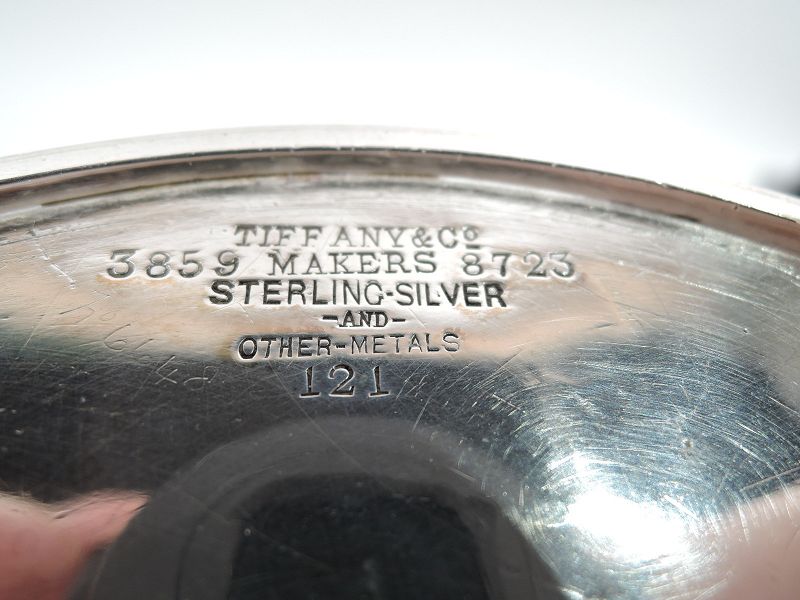 TIFFANY & Co
3859 MAKERS 8723
STERLING-SILVER
-AND-
OTHER-METALS
121